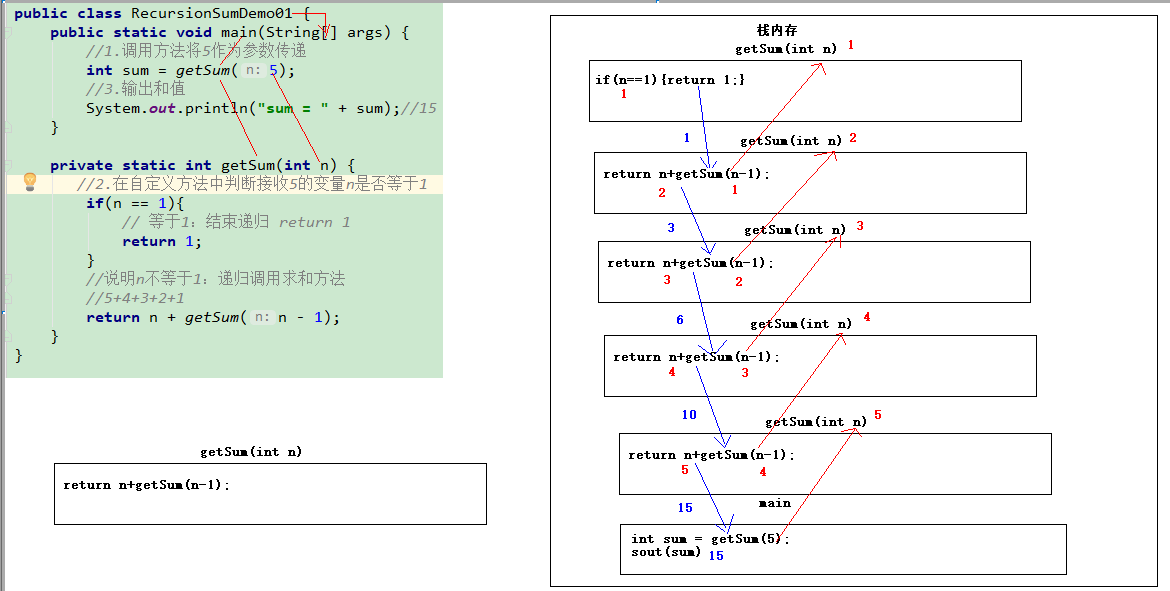 public class RecursionSumDemo01 {
public static void main(String[] args) {
//1.调用方法将5作为参数传递
int sum = getSum( n: 5);
//3.输出和值
System.out.println("sum = " + sum);//15
}
private static int getSum(int n) {
//2.在自定义方法中判断接收5的变量n是否等于1
if(n == 1){
// 等于1：结束递归 return 1
return 1;
}
//说明n不等于1：递归调用求和方法
//5+4+3+2+1
return n + getSum( n: n - 1);
}
}
getSum(int n)
return n+getSum(n-1);
栈内存
getSum(int n) 1
if(n==1){return 1;}
1
1
getSum(int n) 2
return n+getSum(n-1);
2 1
3
getSum(int n) 3
return n+getSum(n-1);
3 2
6
getSum(int n) 4
return n+getSum(n-1);
4 3
10
getSum(int n) 5
return n+getSum(n-1);
5 4
15
main
int sum = getSum(5);
sout(sum) 15